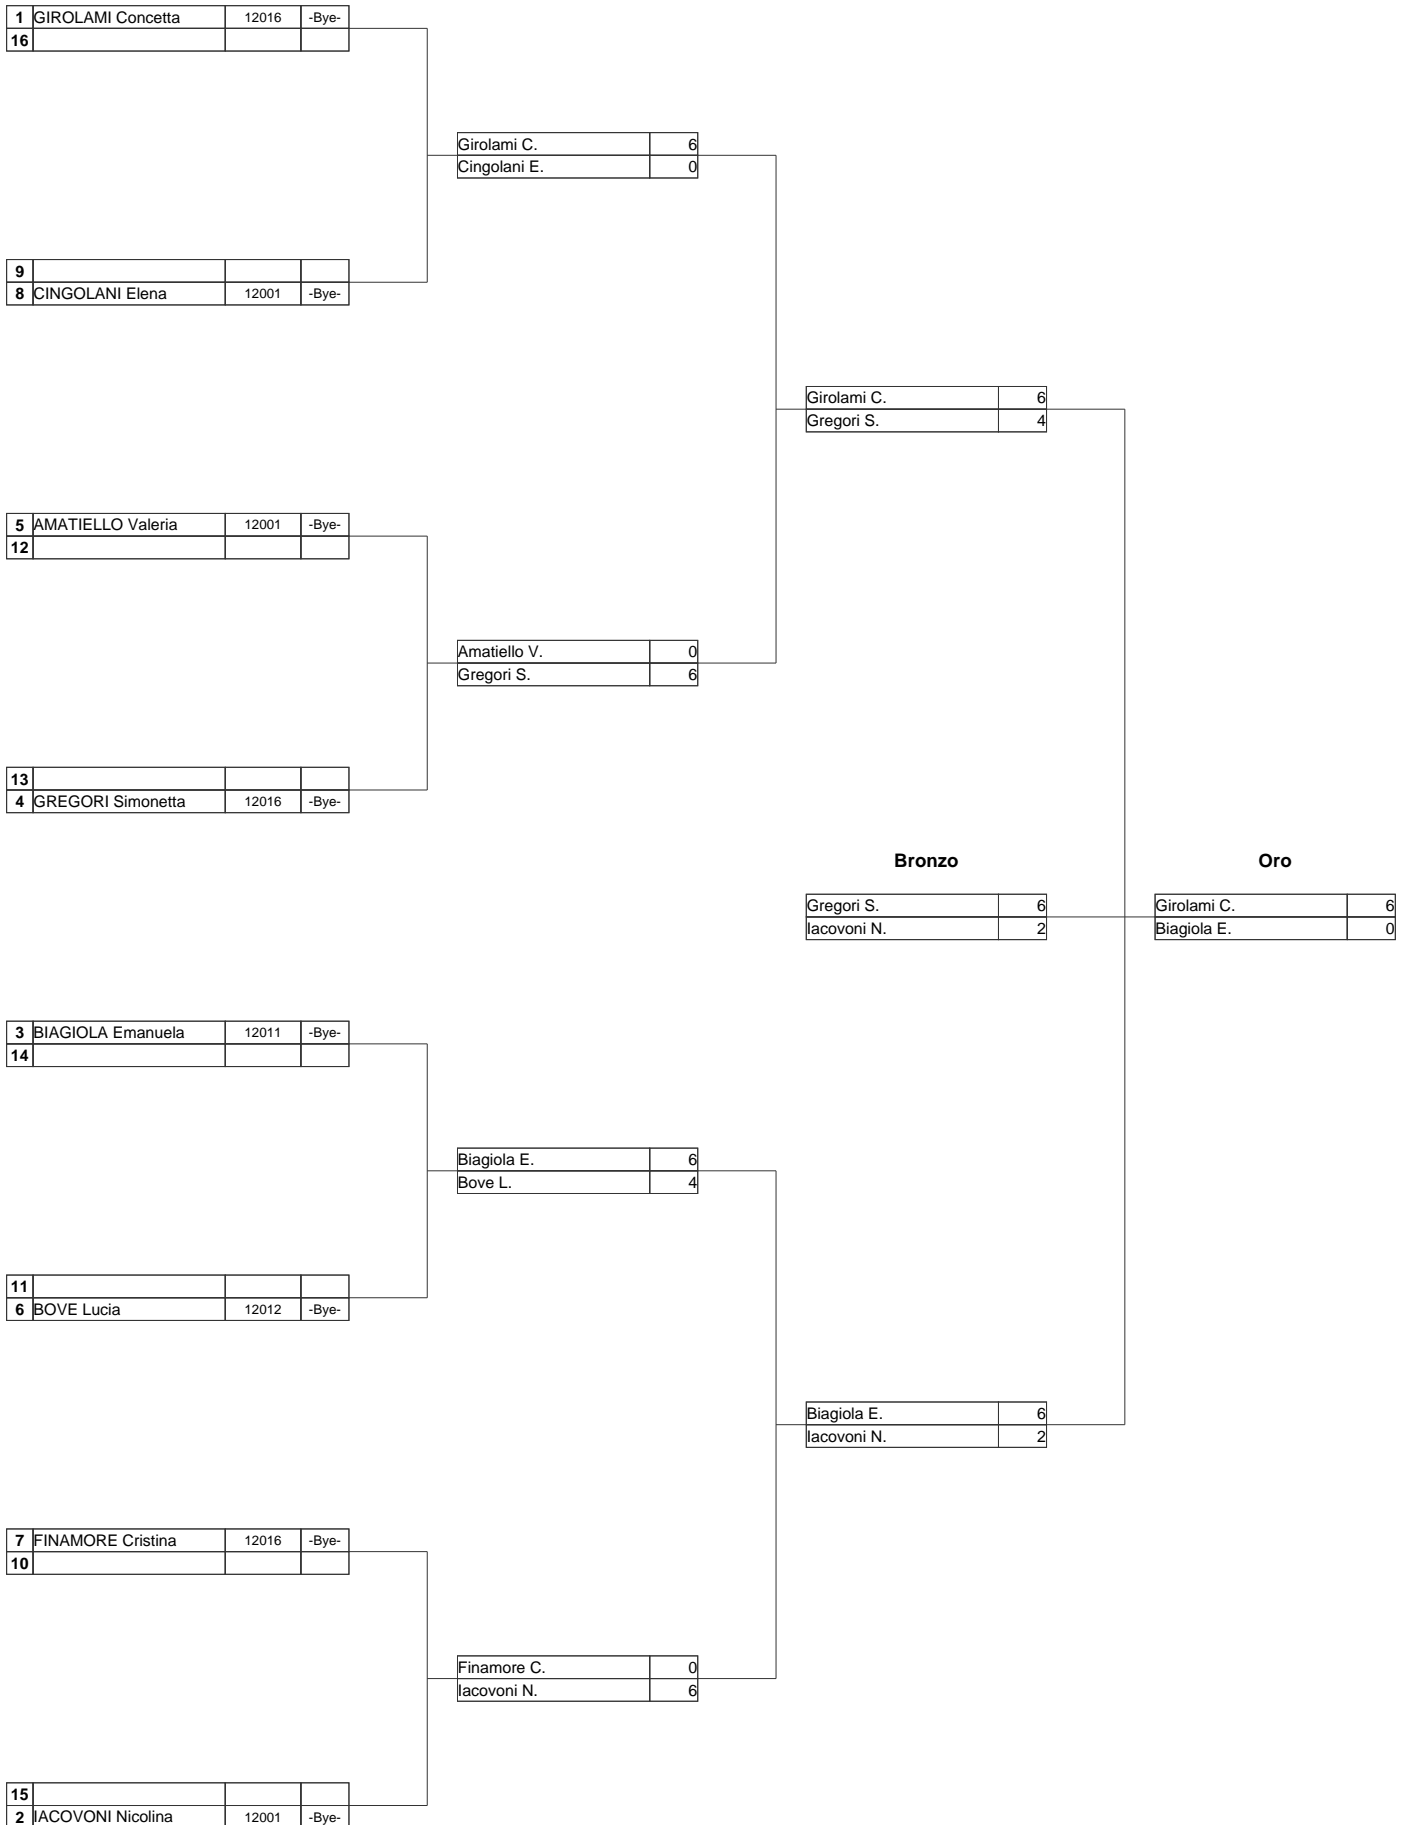 1 GIROLAMI Concetta 12016 -Bye-
16
Girolami C. 6
Cingolani E. 0
9
8 CINGOLANI Elena 12001 -Bye-
Girolami C. 6
Gregori S. 4
5 AMATIELLO Valeria 12001 -Bye-
12
Amatiello V. 0
Gregori S. 6
13
4 GREGORI Simonetta 12016 -Bye-
Bronzo Oro
Gregori S. 6 Girolami C. 6
Iacovoni N. 2 Biagiola E. 0
3 BIAGIOLA Emanuela 12011 -Bye-
14
Biagiola E. 6
Bove L. 4
11
6 BOVE Lucia 12012 -Bye-
Biagiola E. 6
Iacovoni N. 2
7 FINAMORE Cristina 12016 -Bye-
10
Finamore C. 0
Iacovoni N. 6
15
2 IACOVONI Nicolina 12001 -Bye-